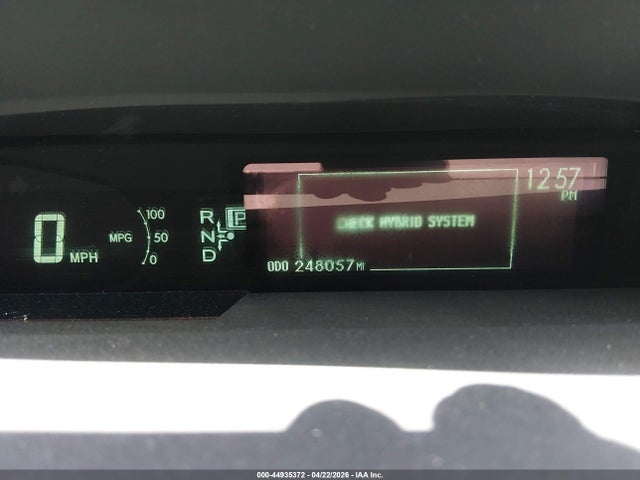 12:57
PM
CHECK HYBRID SYSTEM
0 MPH
MPG 100 50 0
R N D P
ODO 248057 MI
000-44935372 | 04/22/2026 - IAA Inc.